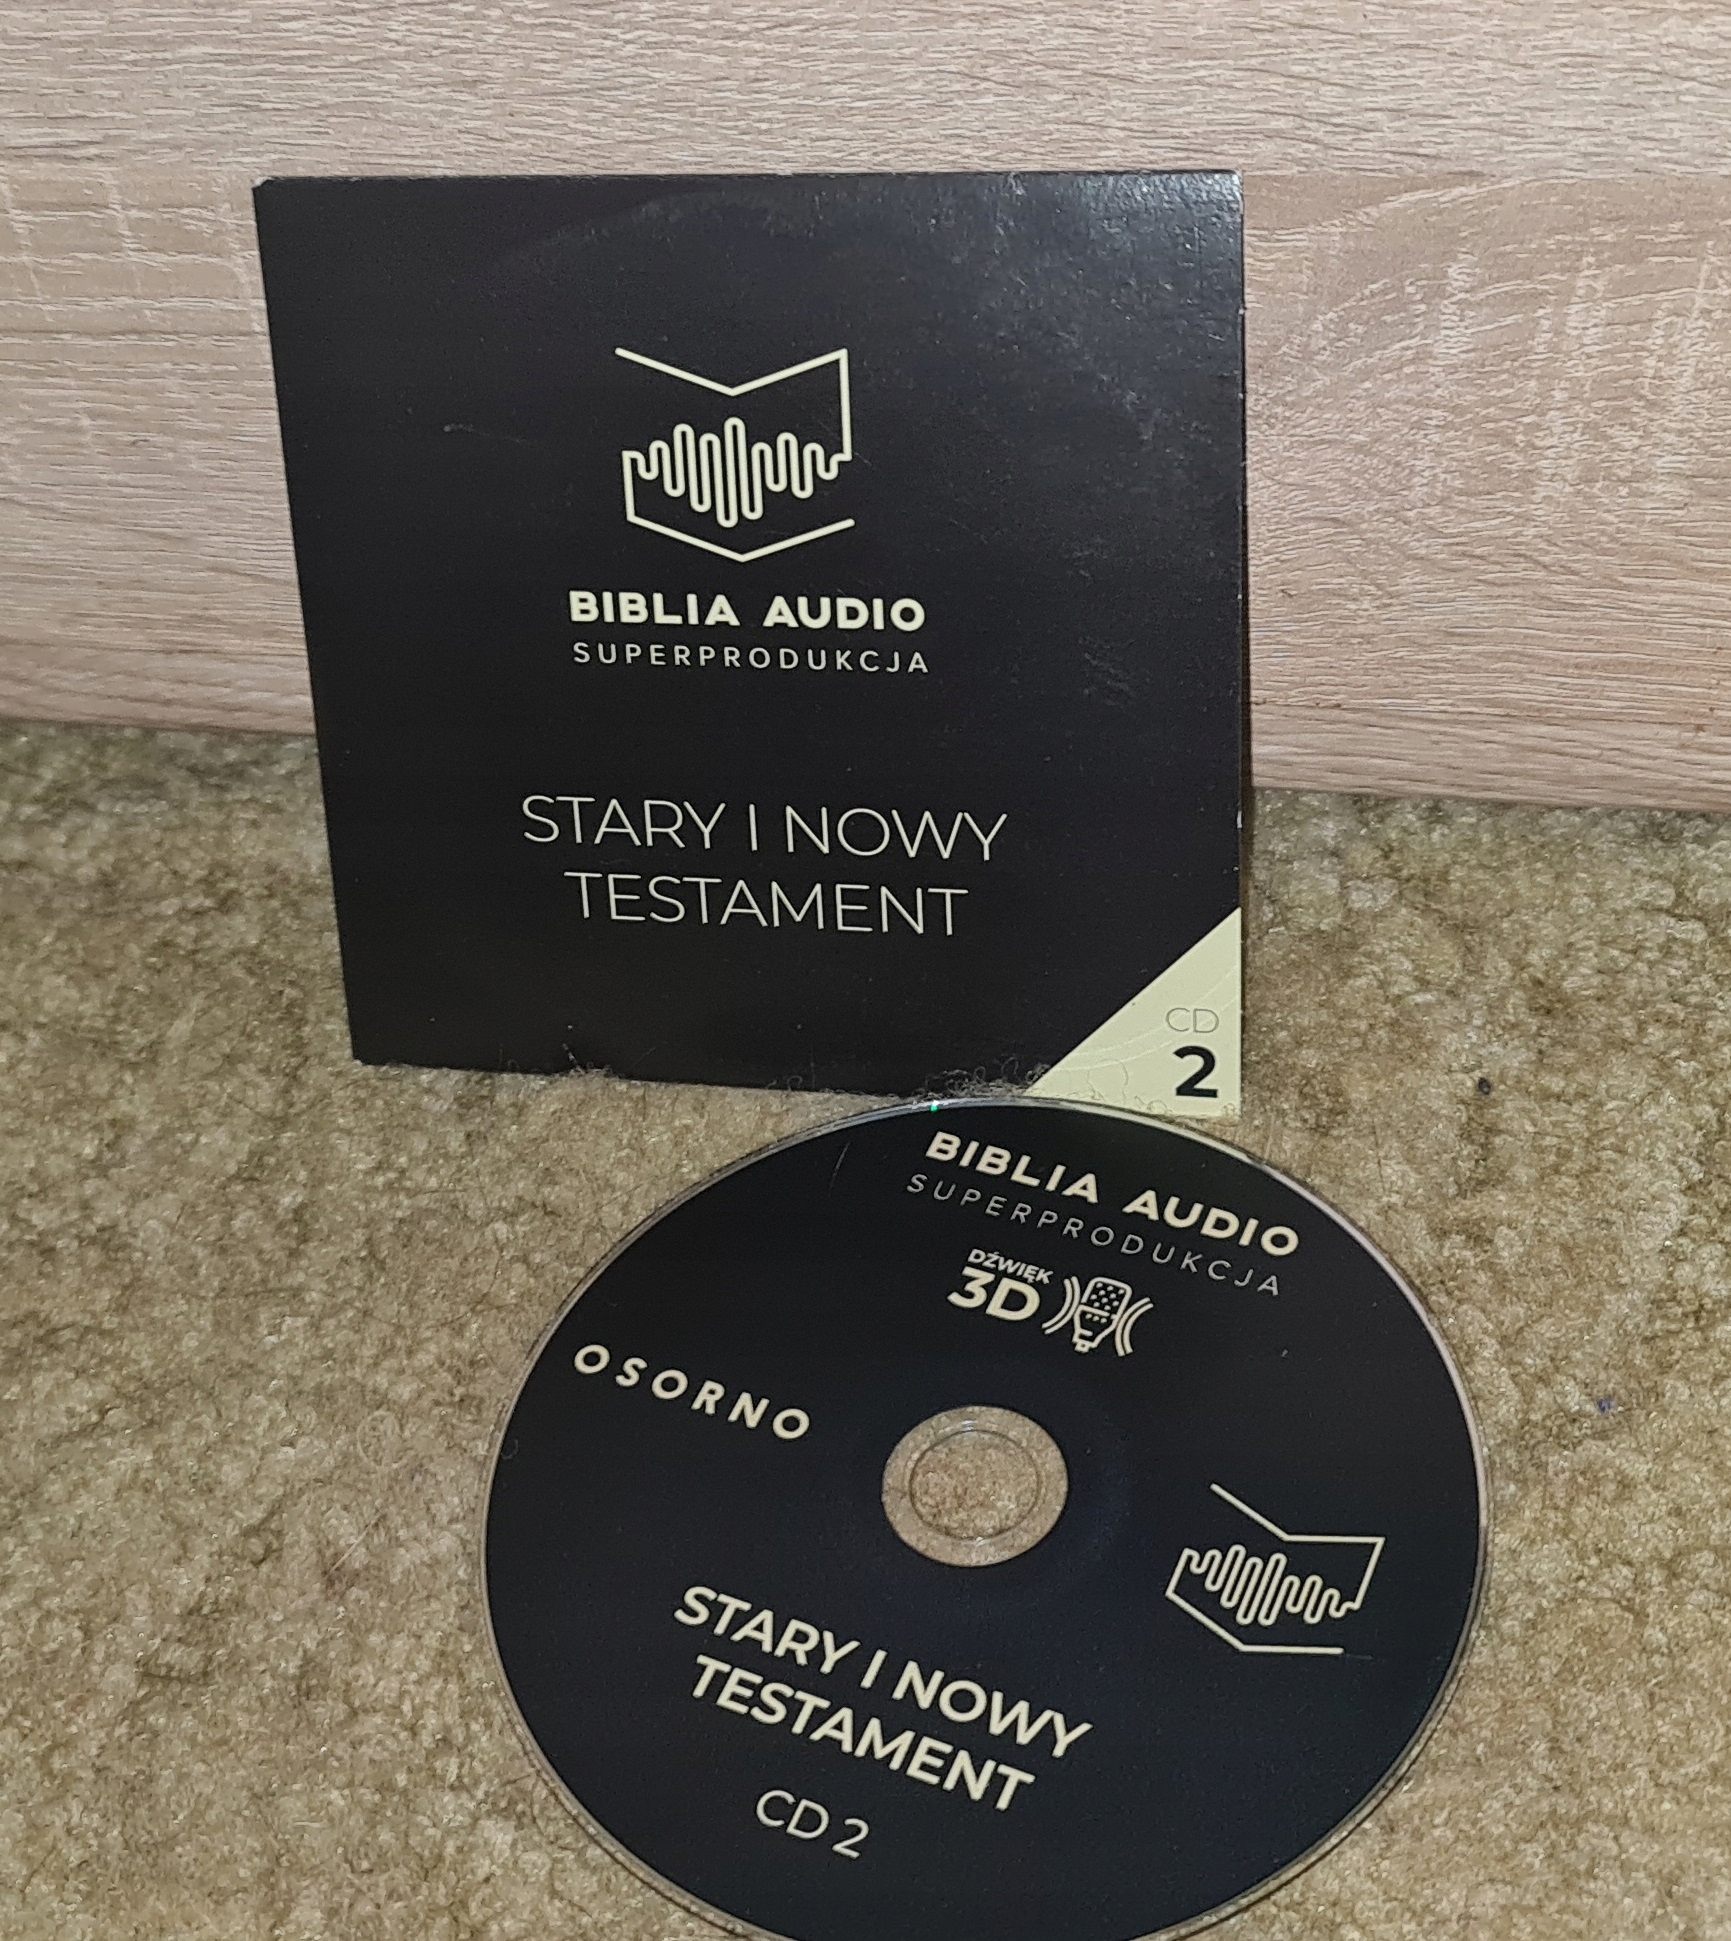 BIBLIA AUDIO
SUPERPRODUKCJA
STARY I NOWY
TESTAMENT
CD
2
BIBLIA AUDIO
SUPERPRODUKCJA
DŹWIĘK
3D
OSORNO
STARY I NOWY
TESTAMENT
CD 2